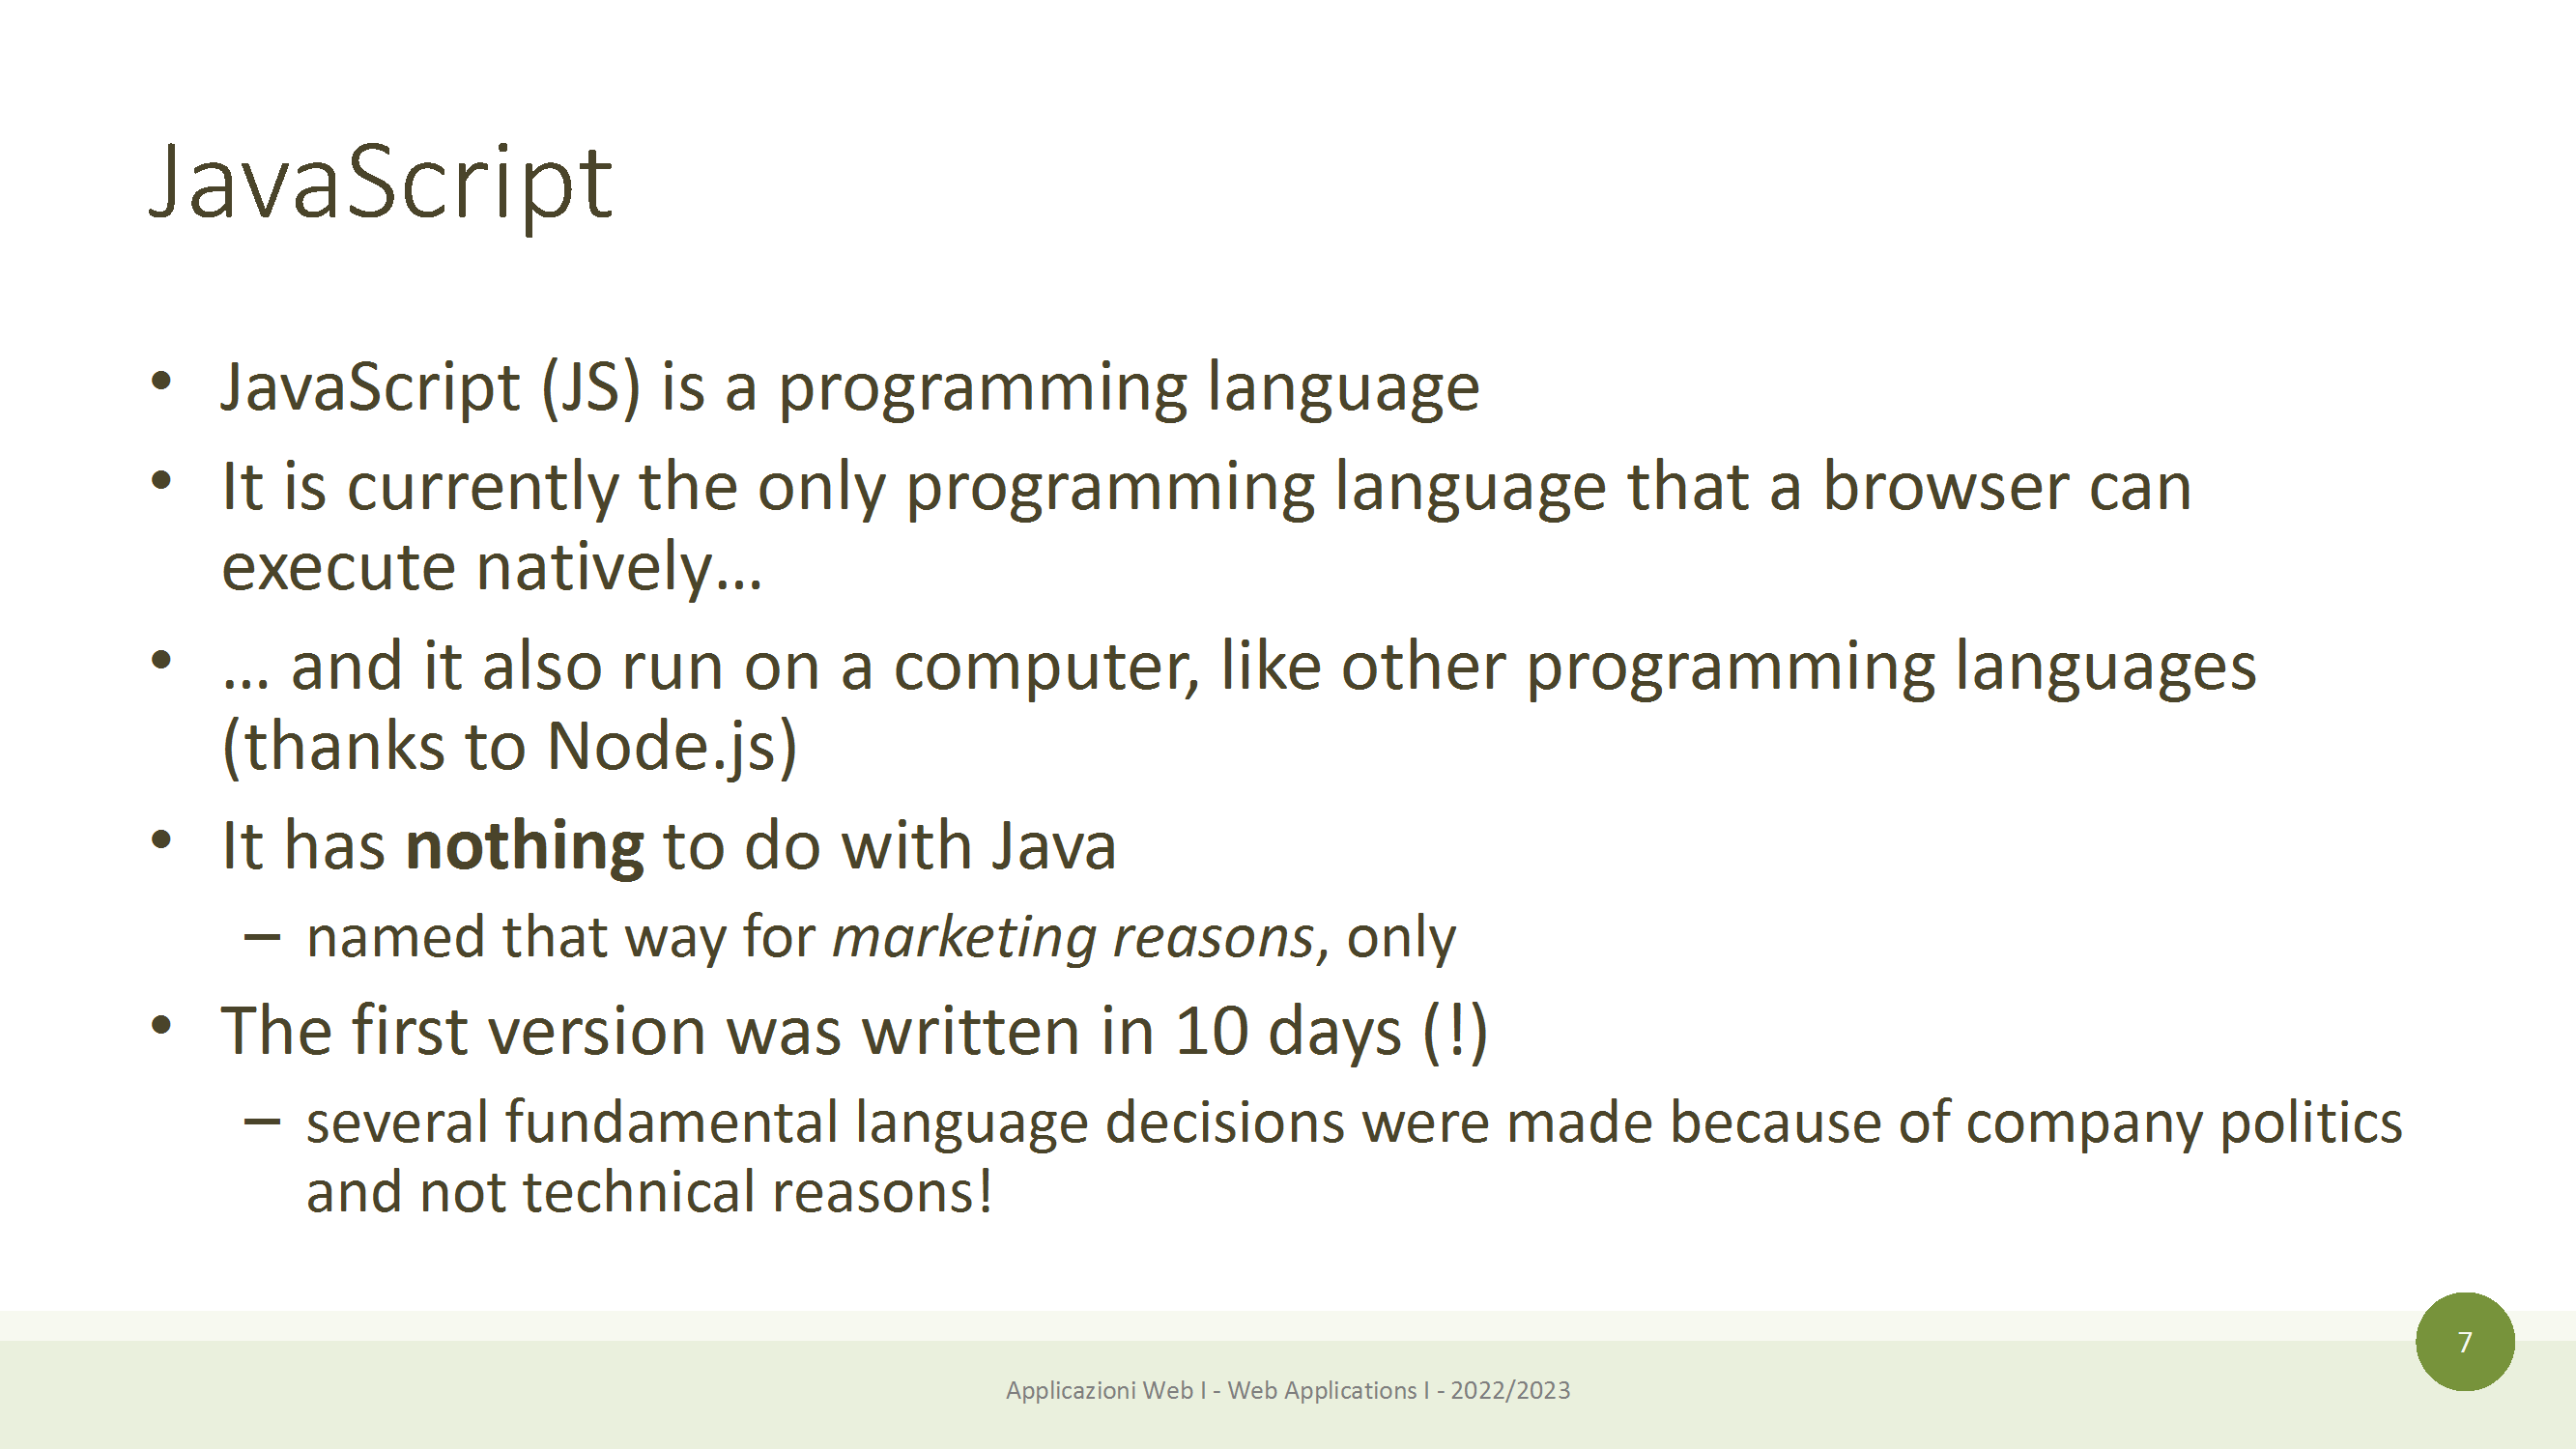 JavaScript
• JavaScript (JS) is a programming language
• It is currently the only programming language that a browser can
execute natively…
• … and it also run on a computer, like other programming languages
(thanks to Node.js)
• It has nothing to do with Java
– named that way for marketing reasons, only
• The first version was written in 10 days (!)
– several fundamental language decisions were made because of company politics
and not technical reasons!
7
Applicazioni Web I - Web Applications I - 2022/2023